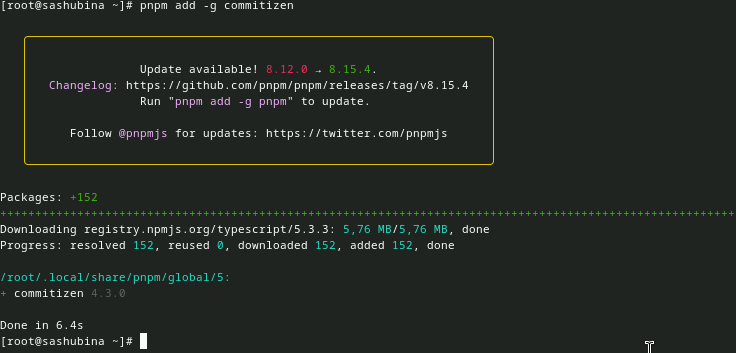 [root@sashubina ~]# pnpm add -g commitizen
Update available! 8.12.0 → 8.15.4.
Changelog: https://github.com/pnpm/pnpm/releases/tag/v8.15.4
Run "pnpm add -g pnpm" to update.
Follow @pnpmjs for updates: https://twitter.com/pnpmjs
Packages: +152
+++++++++++++++++++++++++++++++++++++++++++++++++++++++++++++++++++++++++++++++++++++++++++++++++++++++++
Downloading registry.npmjs.org/typescript/5.3.3: 5,76 MB/5,76 MB, done
Progress: resolved 152, reused 0, downloaded 152, added 152, done
/root/.local/share/pnpm/global/5:
+ commitizen 4.3.0
Done in 6.4s
[root@sashubina ~]#